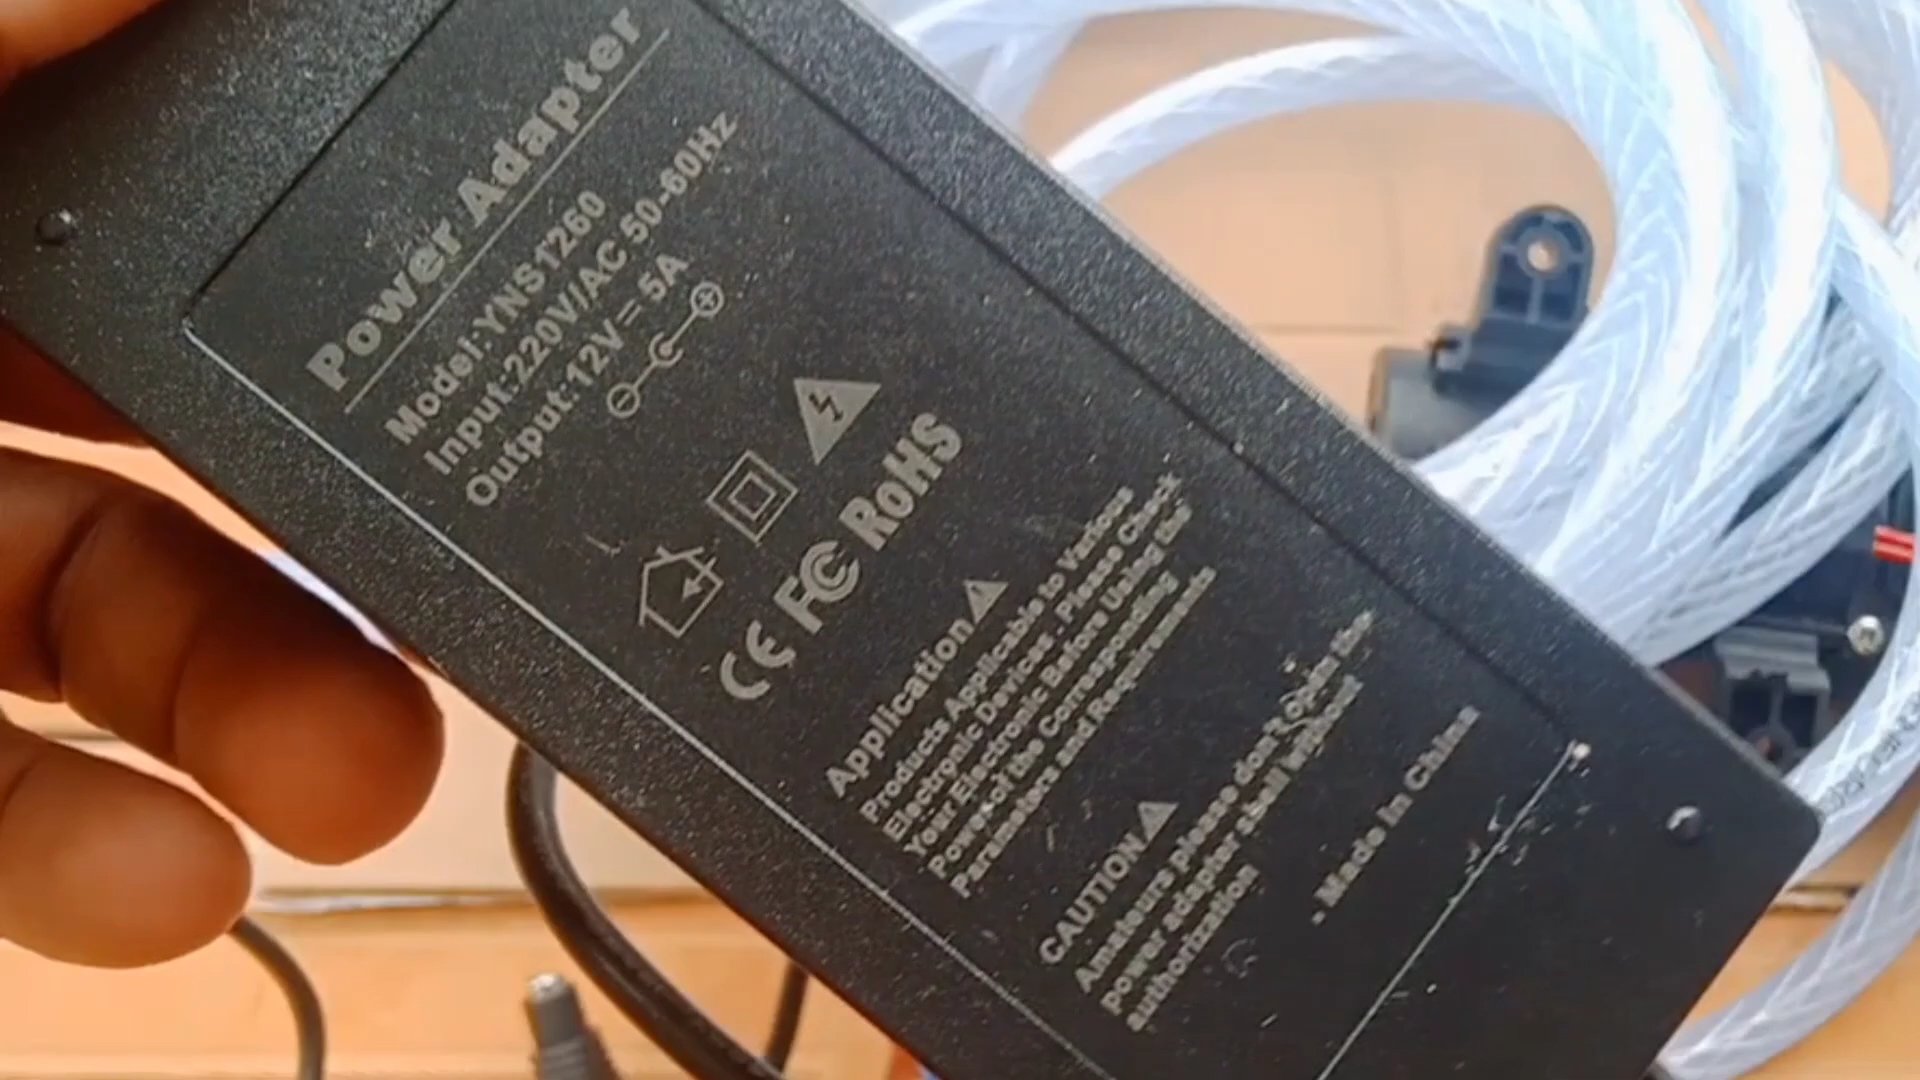 Power Adapter
Model:YNS1260
Input:220V/AC 50-60Hz
Output:12V = 5A
CE FC RoHS
Application
Products Applicable to Various
Electronic Devices . Please Check
Your Electronic Before Using the
Power of the Corresponding
Parameters and Requirements
CAUTION
Amateurs please don't open the
power adapter shell without
authorization
. Made in China